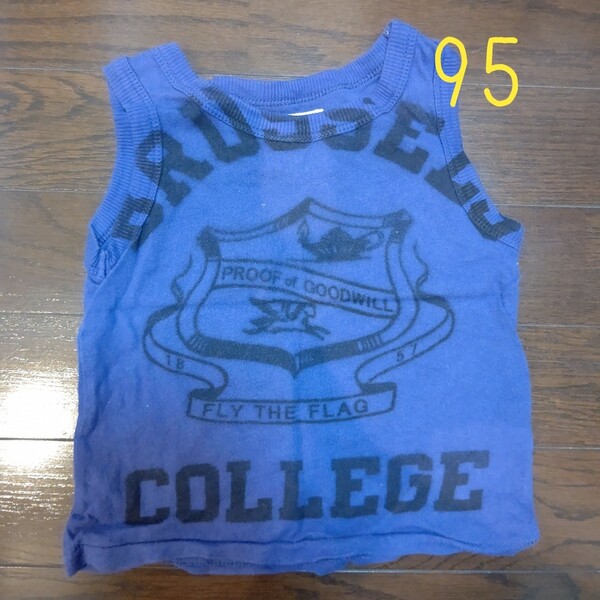 95
COLLEGE
PROOF of GOODWILL
18 57
FLY THE FLAG